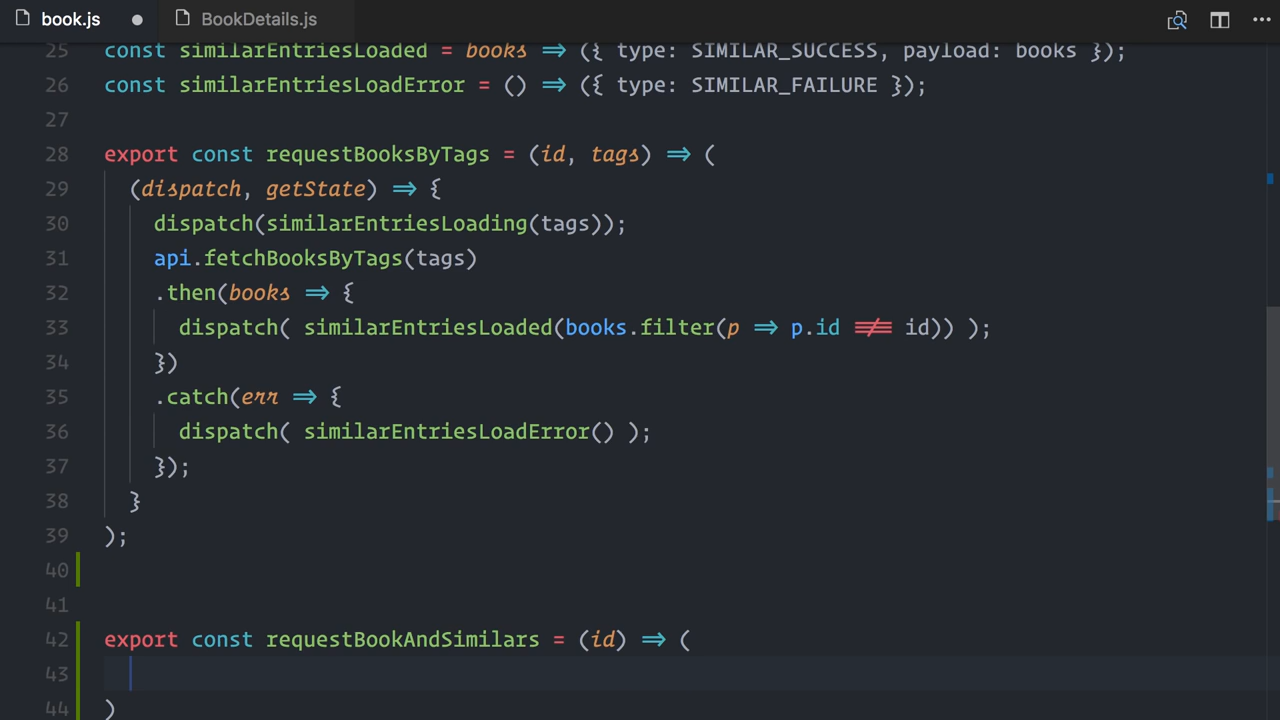 book.js
BookDetails.js
25 const similarEntriesLoaded = books => ({ type: SIMILAR_SUCCESS, payload: books });
26 const similarEntriesLoadError = () => ({ type: SIMILAR_FAILURE });
27
28 export const requestBooksByTags = (id, tags) => (
29 (dispatch, getState) => {
30 dispatch(similarEntriesLoading(tags));
31 api.fetchBooksByTags(tags)
32 .then(books => {
33 dispatch( similarEntriesLoaded(books.filter(p => p.id !== id)) );
34 })
35 .catch(err => {
36 dispatch( similarEntriesLoadError() );
37 });
38 }
39 );
40
41
42 export const requestBookAndSimilars = (id) => (
43
44 )